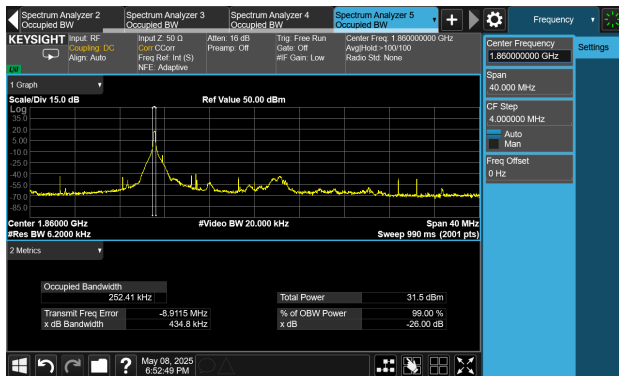 Spectrum Analyzer 2
Occupied BW
Spectrum Analyzer 3
Occupied BW
Spectrum Analyzer 4
Occupied BW
Spectrum Analyzer 5
Occupied BW
Frequency
KEYSIGHT
Input: RF
Coupling: DC
Align: Auto
Input Z: 50 Ω
Corr CCorr
Freq Ref: Int (S)
NFE: Adaptive
Atten: 16 dB
Preamp: Off
Trig: Free Run
Gate: Off
#IF Gain: Low
Center Freq: 1.860000000 GHz
Avg|Hold:>100/100
Radio Std: None
LXI
Center Frequency
1.860000000 GHz
Settings
Span
40.000 MHz
CF Step
4.000000 MHz
Auto
Man
Freq Offset
0 Hz
1 Graph
Scale/Div 15.0 dB
Ref Value 50.00 dBm
Log
35.0
20.0
5.00
-10.0
-25.0
-40.0
-55.0
-70.0
-85.0
Center 1.86000 GHz
#Video BW 20.000 kHz
Span 40 MHz
#Res BW 6.2000 kHz
Sweep 990 ms (2001 pts)
2 Metrics
Occupied Bandwidth
252.41 kHz
Total Power
31.5 dBm
Transmit Freq Error
-8.9115 MHz
% of OBW Power
99.00 %
x dB Bandwidth
434.8 kHz
x dB
-26.00 dB
?
May 08, 2025
6:52:49 PM